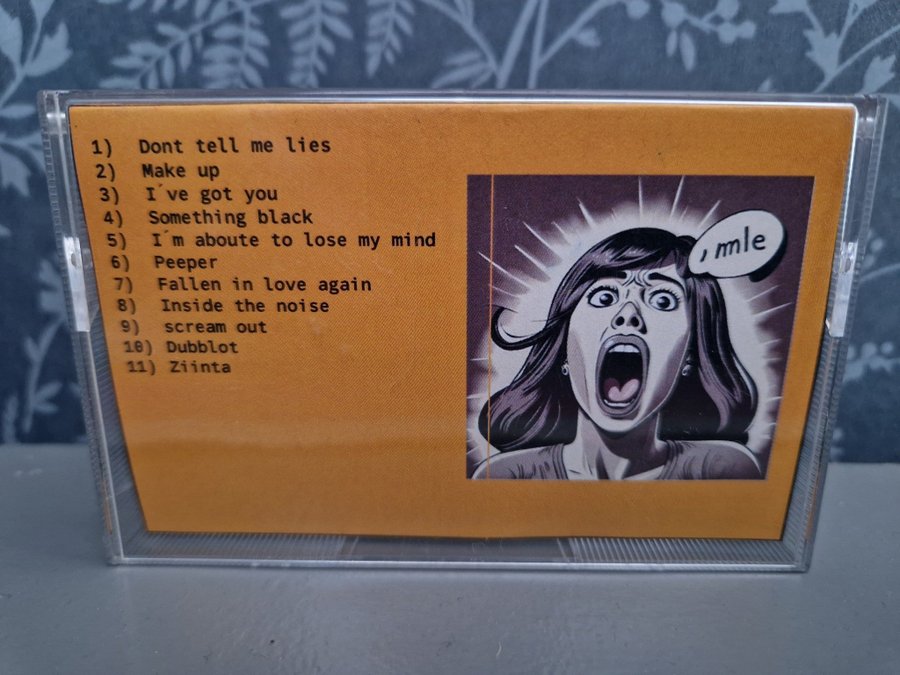 1) Dont tell me lies
2) Make up
3) I´ve got you
4) Something black
5) I´m aboute to lose my mind
6) Peeper
7) Fallen in love again
8) Inside the noise
9) scream out
10) Dubblot
11) Ziinta